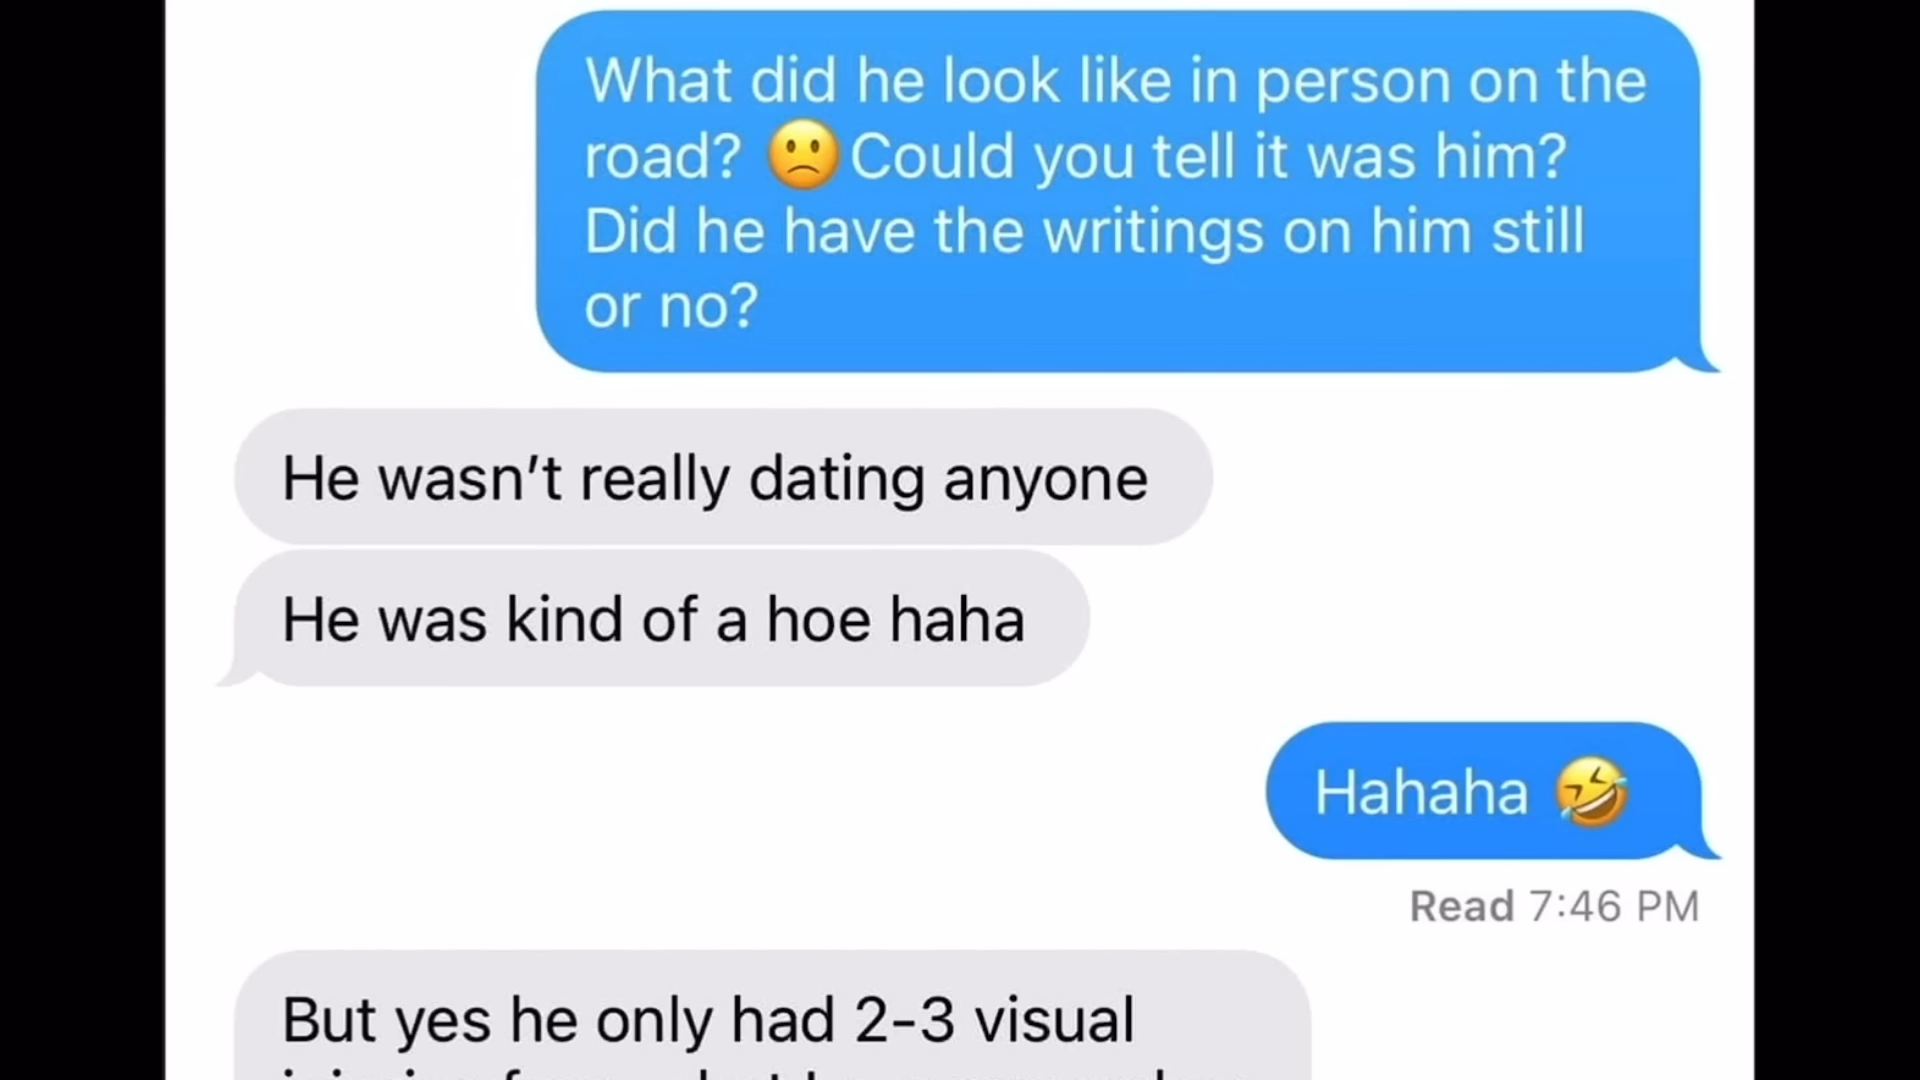 What did he look like in person on the
road? 🙁 Could you tell it was him?
Did he have the writings on him still
or no?
He wasn't really dating anyone
He was kind of a hoe haha
Hahaha 🤣
Read 7:46 PM
But yes he only had 2-3 visual